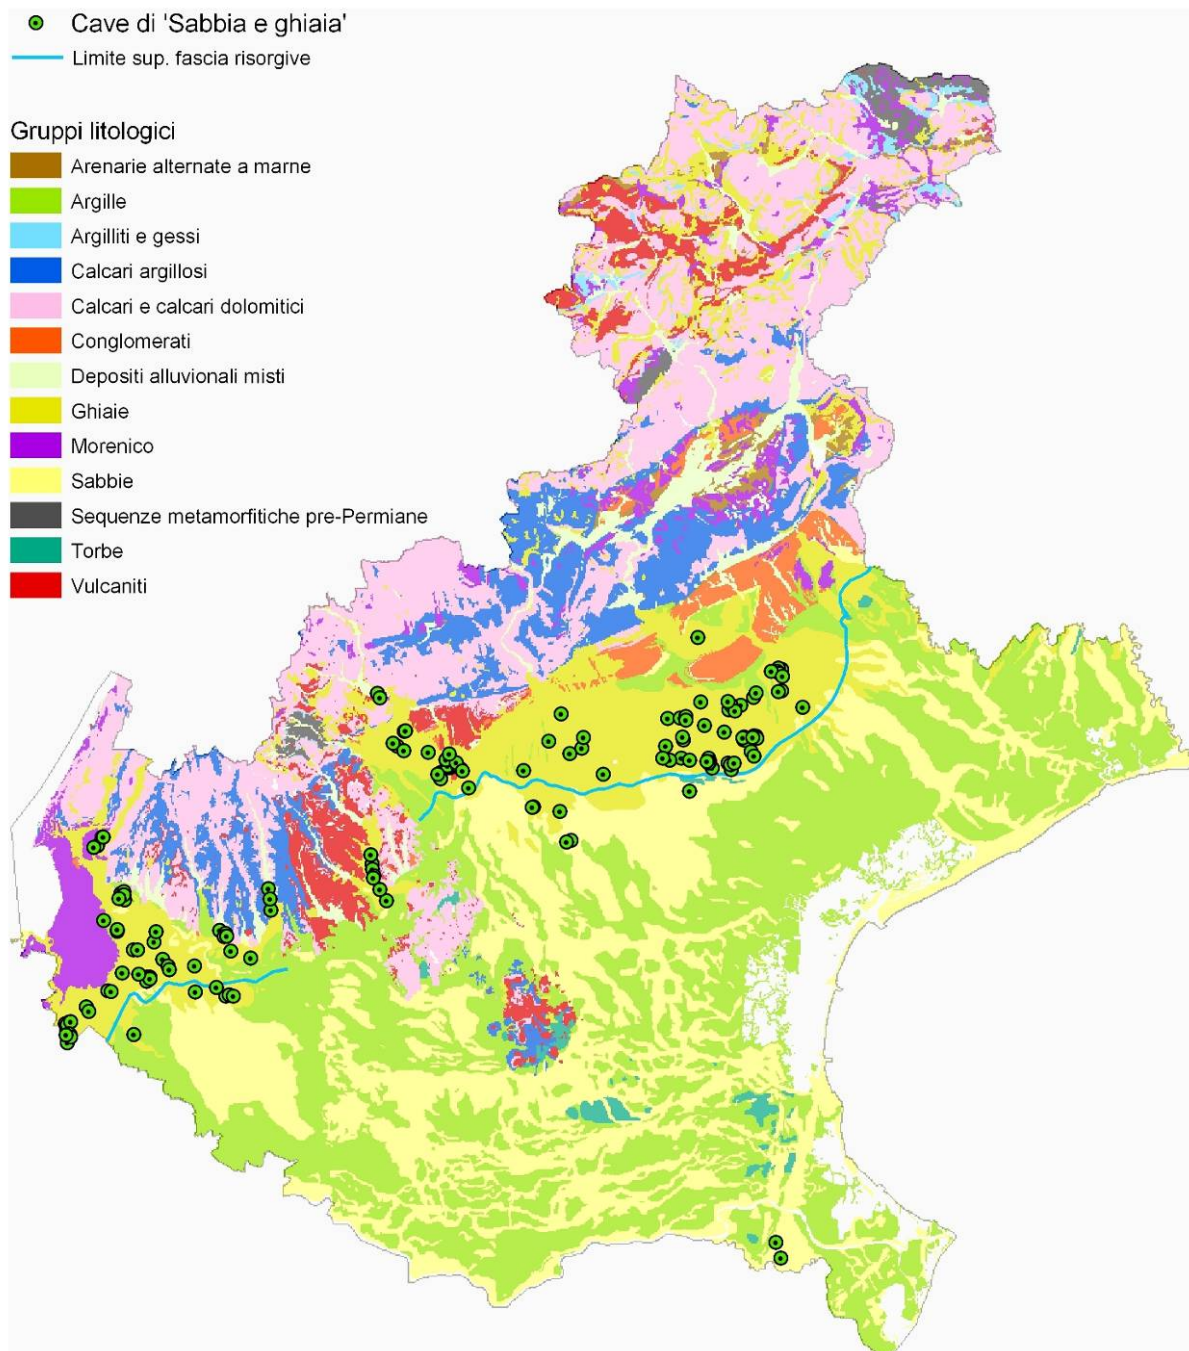 Cave di 'Sabbia e ghiaia'
Limite sup. fascia risorgive
Gruppi litologici
Arenarie alternate a marne
Argille
Argilliti e gessi
Calcari argillosi
Calcari e calcari dolomitici
Conglomerati
Depositi alluvionali misti
Ghiaie
Morenico
Sabbie
Sequenze metamorfitiche pre-Permiane
Torbe
Vulcaniti